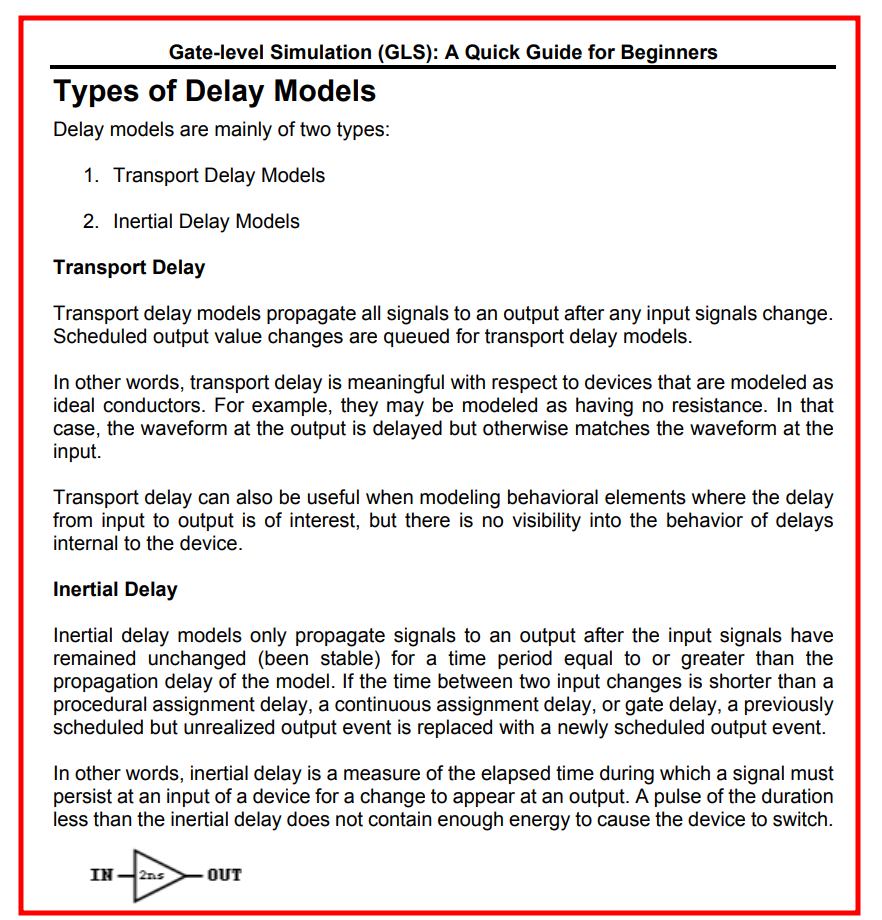 Gate-level Simulation (GLS): A Quick Guide for Beginners
Types of Delay Models
Delay models are mainly of two types:
1. Transport Delay Models
2. Inertial Delay Models
Transport Delay
Transport delay models propagate all signals to an output after any input signals change.
Scheduled output value changes are queued for transport delay models.
In other words, transport delay is meaningful with respect to devices that are modeled as
ideal conductors. For example, they may be modeled as having no resistance. In that
case, the waveform at the output is delayed but otherwise matches the waveform at the
input.
Transport delay can also be useful when modeling behavioral elements where the delay
from input to output is of interest, but there is no visibility into the behavior of delays
internal to the device.
Inertial Delay
Inertial delay models only propagate signals to an output after the input signals have
remained unchanged (been stable) for a time period equal to or greater than the
propagation delay of the model. If the time between two input changes is shorter than a
procedural assignment delay, a continuous assignment delay, or gate delay, a previously
scheduled but unrealized output event is replaced with a newly scheduled output event.
In other words, inertial delay is a measure of the elapsed time during which a signal must
persist at an input of a device for a change to appear at an output. A pulse of the duration
less than the inertial delay does not contain enough energy to cause the device to switch.
IN 2ns OUT